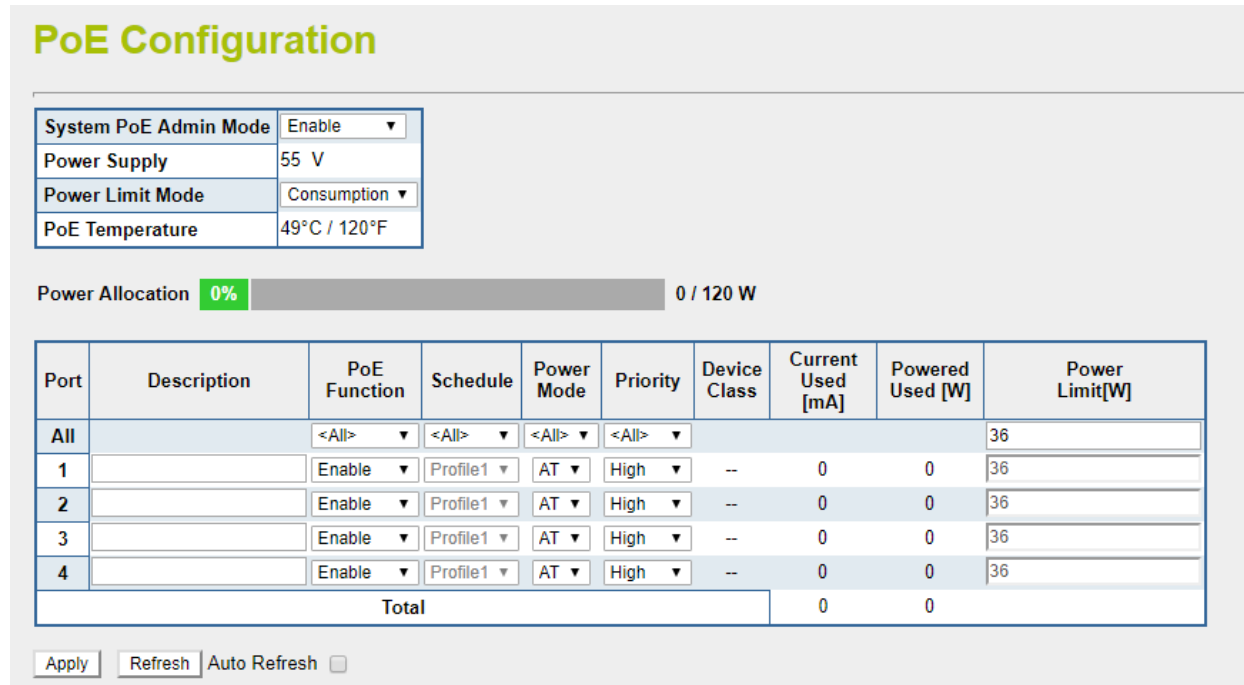 PoE Configuration
System PoE Admin Mode Enable
Power Supply 55 V
Power Limit Mode Consumption
PoE Temperature 49°C / 120°F
Power Allocation 0% 0 / 120 W
Port Description PoE Function Schedule Power Mode Priority Device Class Current Used [mA] Powered Used [W] Power Limit[W]
All <All> <All> <All> <All> 36
1 Enable Profile1 AT High -- 0 0 36
2 Enable Profile1 AT High -- 0 0 36
3 Enable Profile1 AT High -- 0 0 36
4 Enable Profile1 AT High -- 0 0 36
Total 0 0
Apply Refresh Auto Refresh